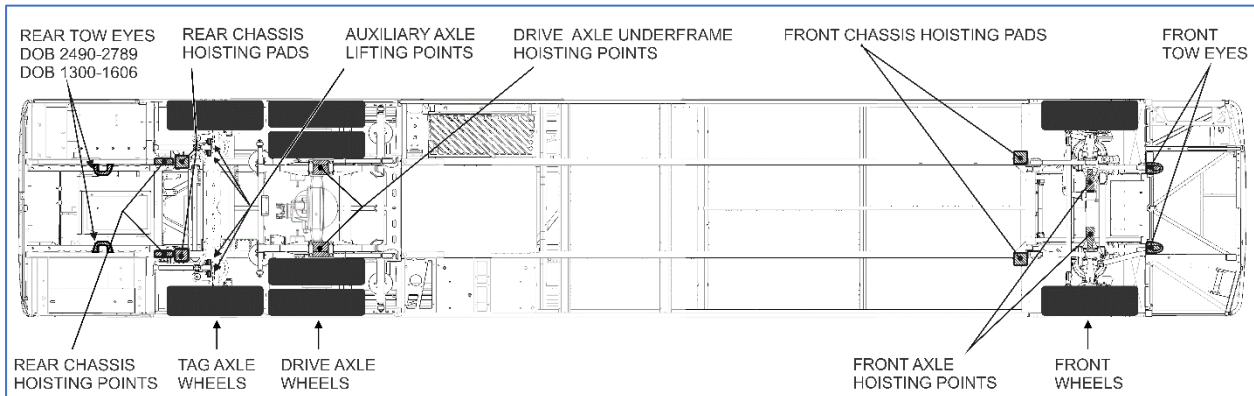 REAR TOW EYES
DOB 2490-2789
DOB 1300-1606
REAR CHASSIS
HOISTING PADS
AUXILIARY AXLE
LIFTING POINTS
DRIVE AXLE UNDERFRAME
HOISTING POINTS
FRONT CHASSIS HOISTING PADS
FRONT
TOW EYES
REAR CHASSIS
HOISTING POINTS
TAG AXLE
WHEELS
DRIVE AXLE
WHEELS
FRONT AXLE
HOISTING POINTS
FRONT
WHEELS